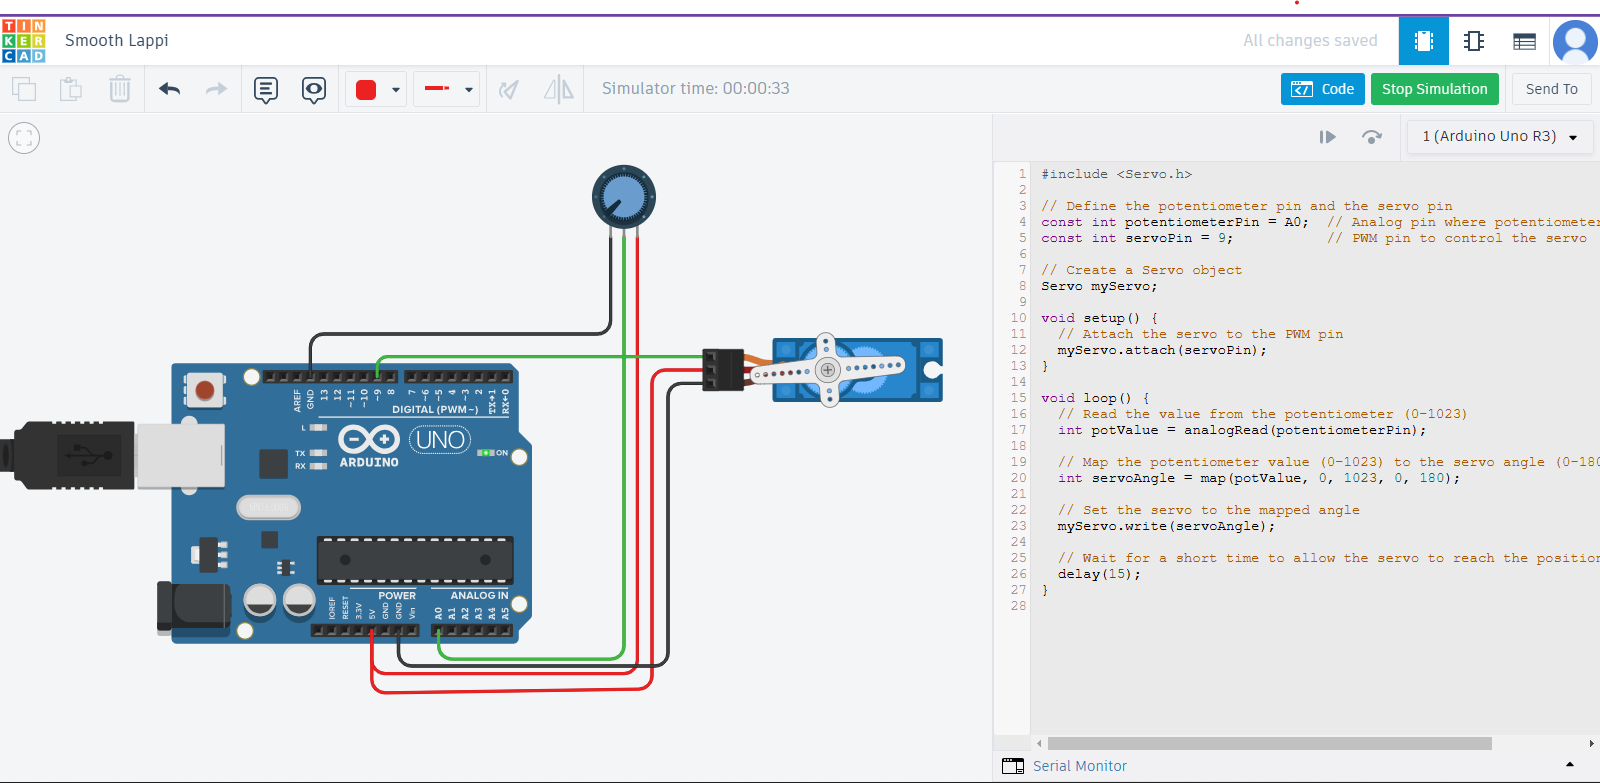 TIN
KER
CAD
Smooth Lappi
All changes saved
Simulator time: 00:00:33
Code
Stop Simulation
Send To
1 (Arduino Uno R3)
1 #include <Servo.h>
2
3 // Define the potentiometer pin and the servo pin
4 const int potentiometerPin = A0;  // Analog pin where potentiometer
5 const int servoPin = 9;           // PWM pin to control the servo
6
7 // Create a Servo object
8 Servo myServo;
9
10 void setup() {
11   // Attach the servo to the PWM pin
12   myServo.attach(servoPin);
13 }
14
15 void loop() {
16   // Read the value from the potentiometer (0-1023)
17   int potValue = analogRead(potentiometerPin);
18
19   // Map the potentiometer value (0-1023) to the servo angle (0-180
20   int servoAngle = map(potValue, 0, 1023, 0, 180);
21
22   // Set the servo to the mapped angle
23   myServo.write(servoAngle);
24
25   // Wait for a short time to allow the servo to reach the position
26   delay(15);
27 }
28
Serial Monitor
AREF
GND
13
12
~11
~10
~9
8
7
~6
~5
4
~3
2
TX→1
RX←0
DIGITAL (PWM~)
L
TX
RX
UNO
ARDUINO
ON
POWER
ANALOG IN
IOREF
RESET
3.3V
5V
GND
GND
Vin
A0
A1
A2
A3
A4
A5